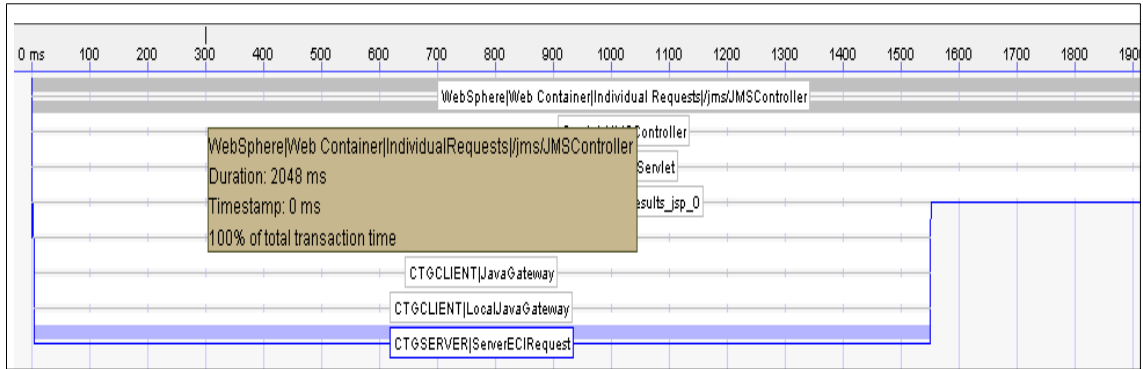 0 ms 100 200 300 400 500 600 700 800 900 1000 1100 1200 1300 1400 1500 1600 1700 1800 190
WebSphere|Web Container|Individual Requests|/jms/JMSController
Controller
WebSphere|Web Container|IndividualRequests|/jms/JMSController
Servlet
Duration: 2048 ms
Timestamp: 0 ms
esults_jsp_0
100% of total transaction time
CTGCLIENT|JavaGateway
CTGCLIENT|LocalJavaGateway
CTGSERVER|ServerECIRequest